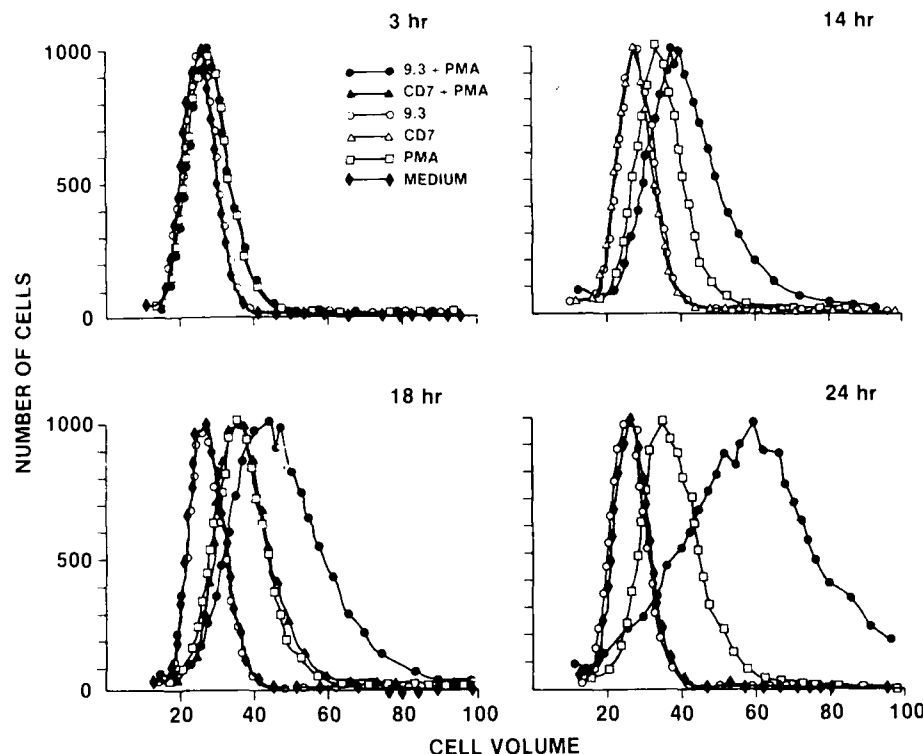 3 hr
14 hr
1000
500
0
9.3 + PMA
CD7 + PMA
9.3
CD7
PMA
MEDIUM
NUMBER OF CELLS
18 hr
24 hr
1000
500
0
20 40 60 80 100
20 40 60 80 100
CELL VOLUME